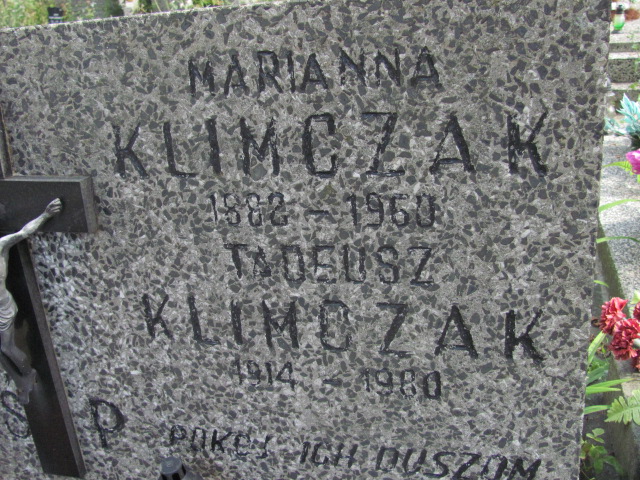 MARIANNA
KLIMCZAK
1882 - 1960
TADEUSZ
KLIMCZAK
1914 - 1980
S P POKÓJ ICH DUSZOM